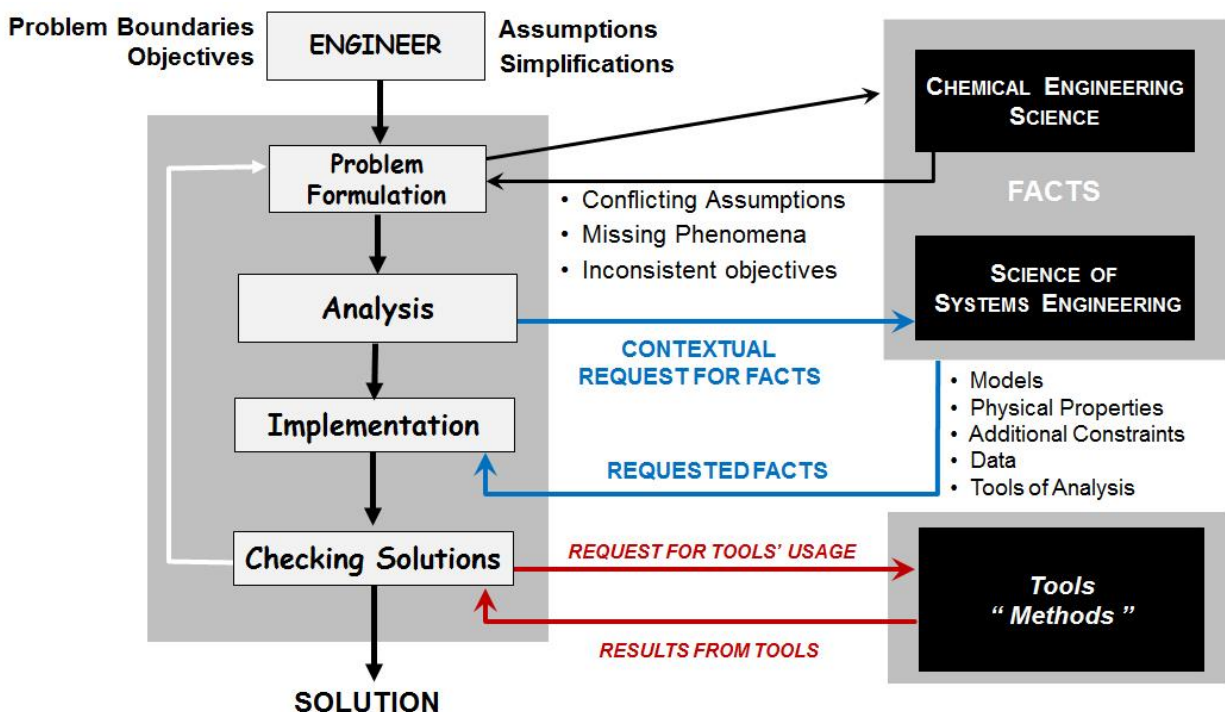 Problem Boundaries
Objectives
ENGINEER
Assumptions
Simplifications
CHEMICAL ENGINEERING
SCIENCE
Problem
Formulation
FACTS
• Conflicting Assumptions
• Missing Phenomena
• Inconsistent objectives
SCIENCE OF
SYSTEMS ENGINEERING
Analysis
CONTEXTUAL
REQUEST FOR FACTS
• Models
• Physical Properties
• Additional Constraints
• Data
• Tools of Analysis
Implementation
REQUESTED FACTS
Checking Solutions
REQUEST FOR TOOLS' USAGE
Tools
“ Methods ”
RESULTS FROM TOOLS
SOLUTION